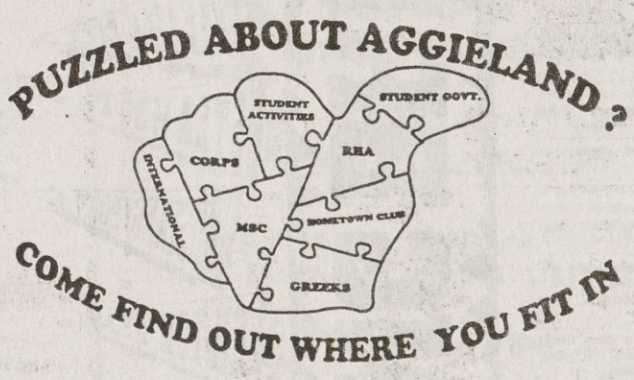 PUZZLED ABOUT AGGIELAND?
STUDENT
ACTIVITIES
STUDENT GOVT.
CORPS
RHA
INTERNATIONAL
MSC
HOMETOWN CLUB
GREEKS
COME FIND OUT WHERE YOU FIT IN